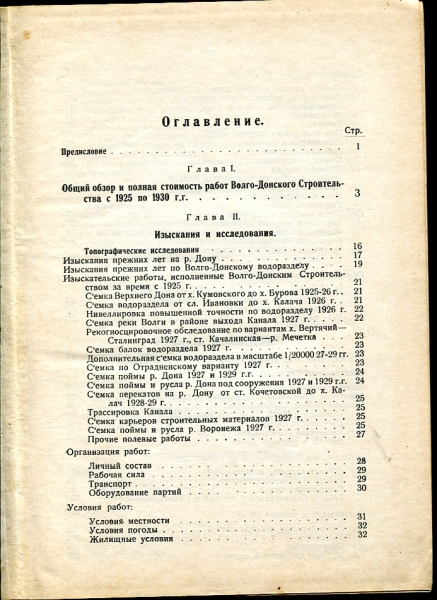 Оглавление.
Стр.
Предисловие . . . . . . . . . . . . . . . . . . . . 1
Глава I.
Общий обзор и полная стоимость работ Волго-Донского Строитель-
ства с 1925 по 1930 г.г. . . . . . . . . . . . . . . 3
Глава II.
Изыскания и исследования.
Топографические исследования . . . . . . . . . . . . 16
Изыскания прежних лет на р. Дону . . . . . . . . . . 17
Изыскания прежних лет по Волго-Донскому водоразделу . . . 19
Изыскательские работы, исполненные Волго-Донским Строитель-
ством за время с 1925 г. . . . . . . . . . . . . . . 21
С'емка Верхнего Дона от х. Кумовского до х. Бурова 1925-26 г. . 21
С'емка водораздела от сл. Ивановки до х. Калача 1926 г. . 21
Нивеллировка повышенной точности по водоразделу 1926 г. 22
С'емка реки Волги в районе выхода Канала 1927 г. . . . . 22
Рекогносцировочное обследование по вариантам х. Вертячий—
Сталинград 1927 г., ст. Качалинская—р. Мечетка . . . 23
С'емка балок водораздела 1927 г. . . . . . . . . . . 23
Дополнительная с'емка водораздела в масштабе 1/20000 27-29 гг. 23
С'емка по Отрадненскому варианту 1927 г. . . . . . . 23
С'емка поймы р. Дона 1927 и 1929 г.г. . . . . . . . 24
С'емка поймы и русла р. Дона под сооружения 1927 и 1929 г.г. 24
С'емка перекатов на р. Дону от ст. Кочетовской до х. Ка-
лач 1928-29 г. . . . . . . . . . . . . . . . . . 25
Трассировка Канала . . . . . . . . . . . . . . . . 25
С'емка карьеров строительных материалов 1927 г. . . . . 25
С'емка поймы и русла р. Воронежа 1927 г. . . . . . . 25
Прочие полевые работы . . . . . . . . . . . . . . . 27
Организация работ:
Личный состав . . . . . . . . . . . . . . . . . . 28
Рабочая сила . . . . . . . . . . . . . . . . . . . 29
Транспорт . . . . . . . . . . . . . . . . . . . . 29
Оборудование партий . . . . . . . . . . . . . . . . 30
Условия работ:
Условия местности . . . . . . . . . . . . . . . . . 31
Условия погоды . . . . . . . . . . . . . . . . . . 32
Жилищные условия . . . . . . . . . . . . . . . . . 32